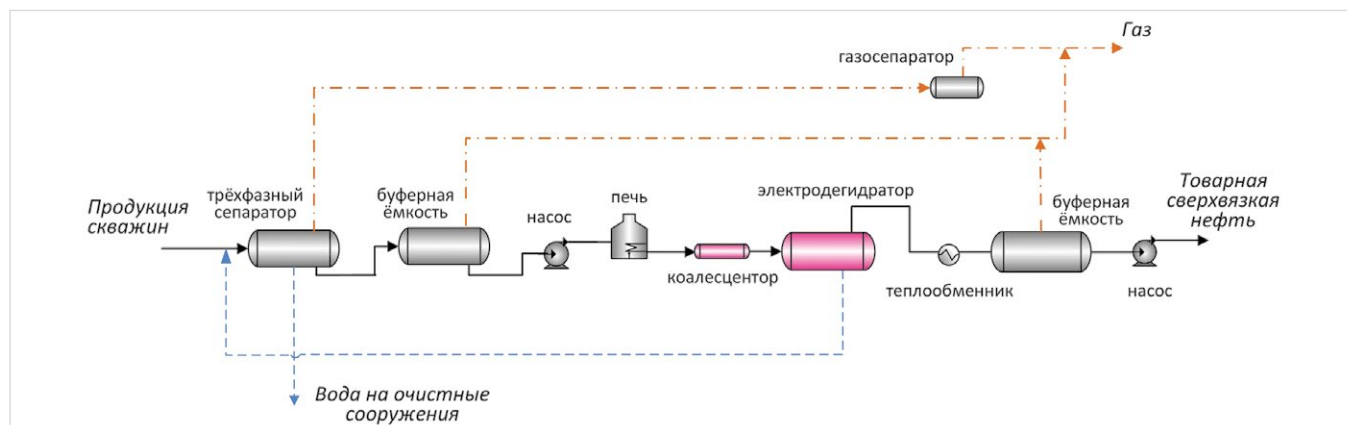 Газ
газосепаратор
Продукция
скважин
трёхфазный
сепаратор
буферная
ёмкость
насос
печь
коалесцентор
электродегидратор
теплообменник
буферная
ёмкость
насос
Товарная
сверхвязкая
нефть
Вода на очистные
сооружения